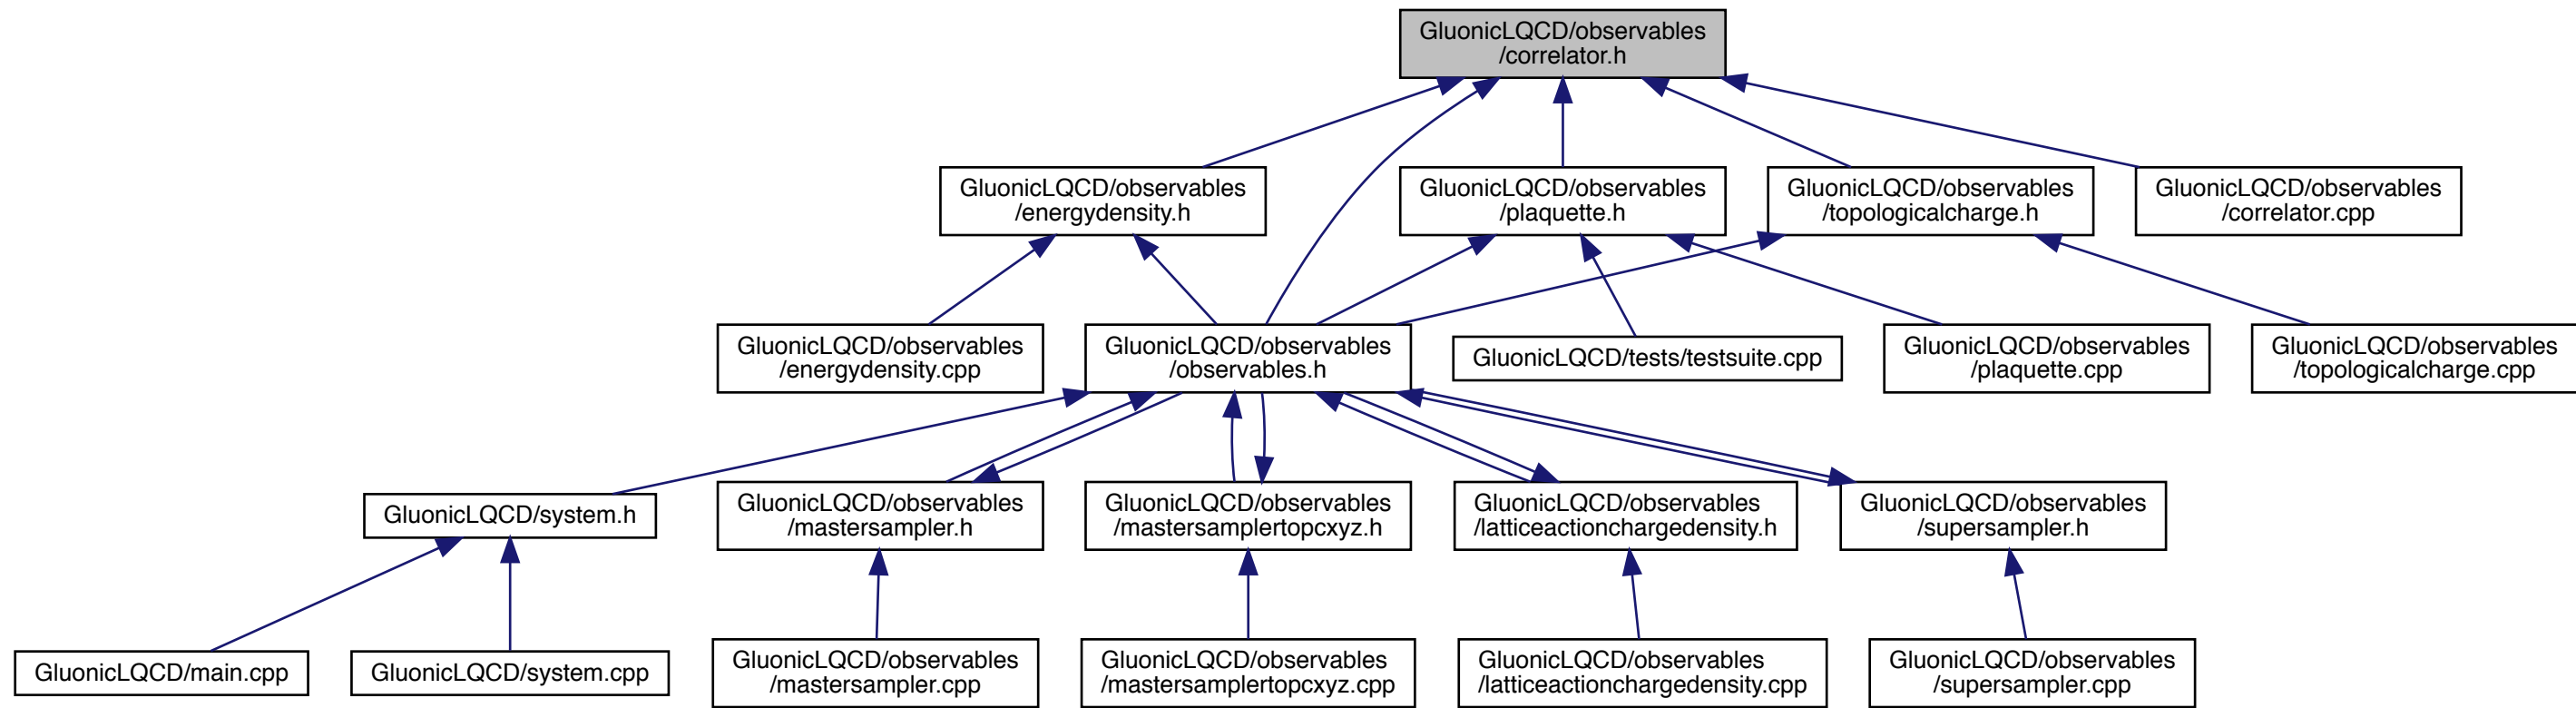 GluonicLQCD/observables
/correlator.h
GluonicLQCD/observables
/energydensity.h
GluonicLQCD/observables
/plaquette.h
GluonicLQCD/observables
/topologicalcharge.h
GluonicLQCD/observables
/correlator.cpp
GluonicLQCD/observables
/energydensity.cpp
GluonicLQCD/observables
/observables.h
GluonicLQCD/tests/testsuite.cpp
GluonicLQCD/observables
/plaquette.cpp
GluonicLQCD/observables
/topologicalcharge.cpp
GluonicLQCD/system.h
GluonicLQCD/observables
/mastersampler.h
GluonicLQCD/observables
/mastersamplertopcxyz.h
GluonicLQCD/observables
/latticeactionchargedensity.h
GluonicLQCD/observables
/supersampler.h
GluonicLQCD/main.cpp
GluonicLQCD/system.cpp
GluonicLQCD/observables
/mastersampler.cpp
GluonicLQCD/observables
/mastersamplertopcxyz.cpp
GluonicLQCD/observables
/latticeactionchargedensity.cpp
GluonicLQCD/observables
/supersampler.cpp